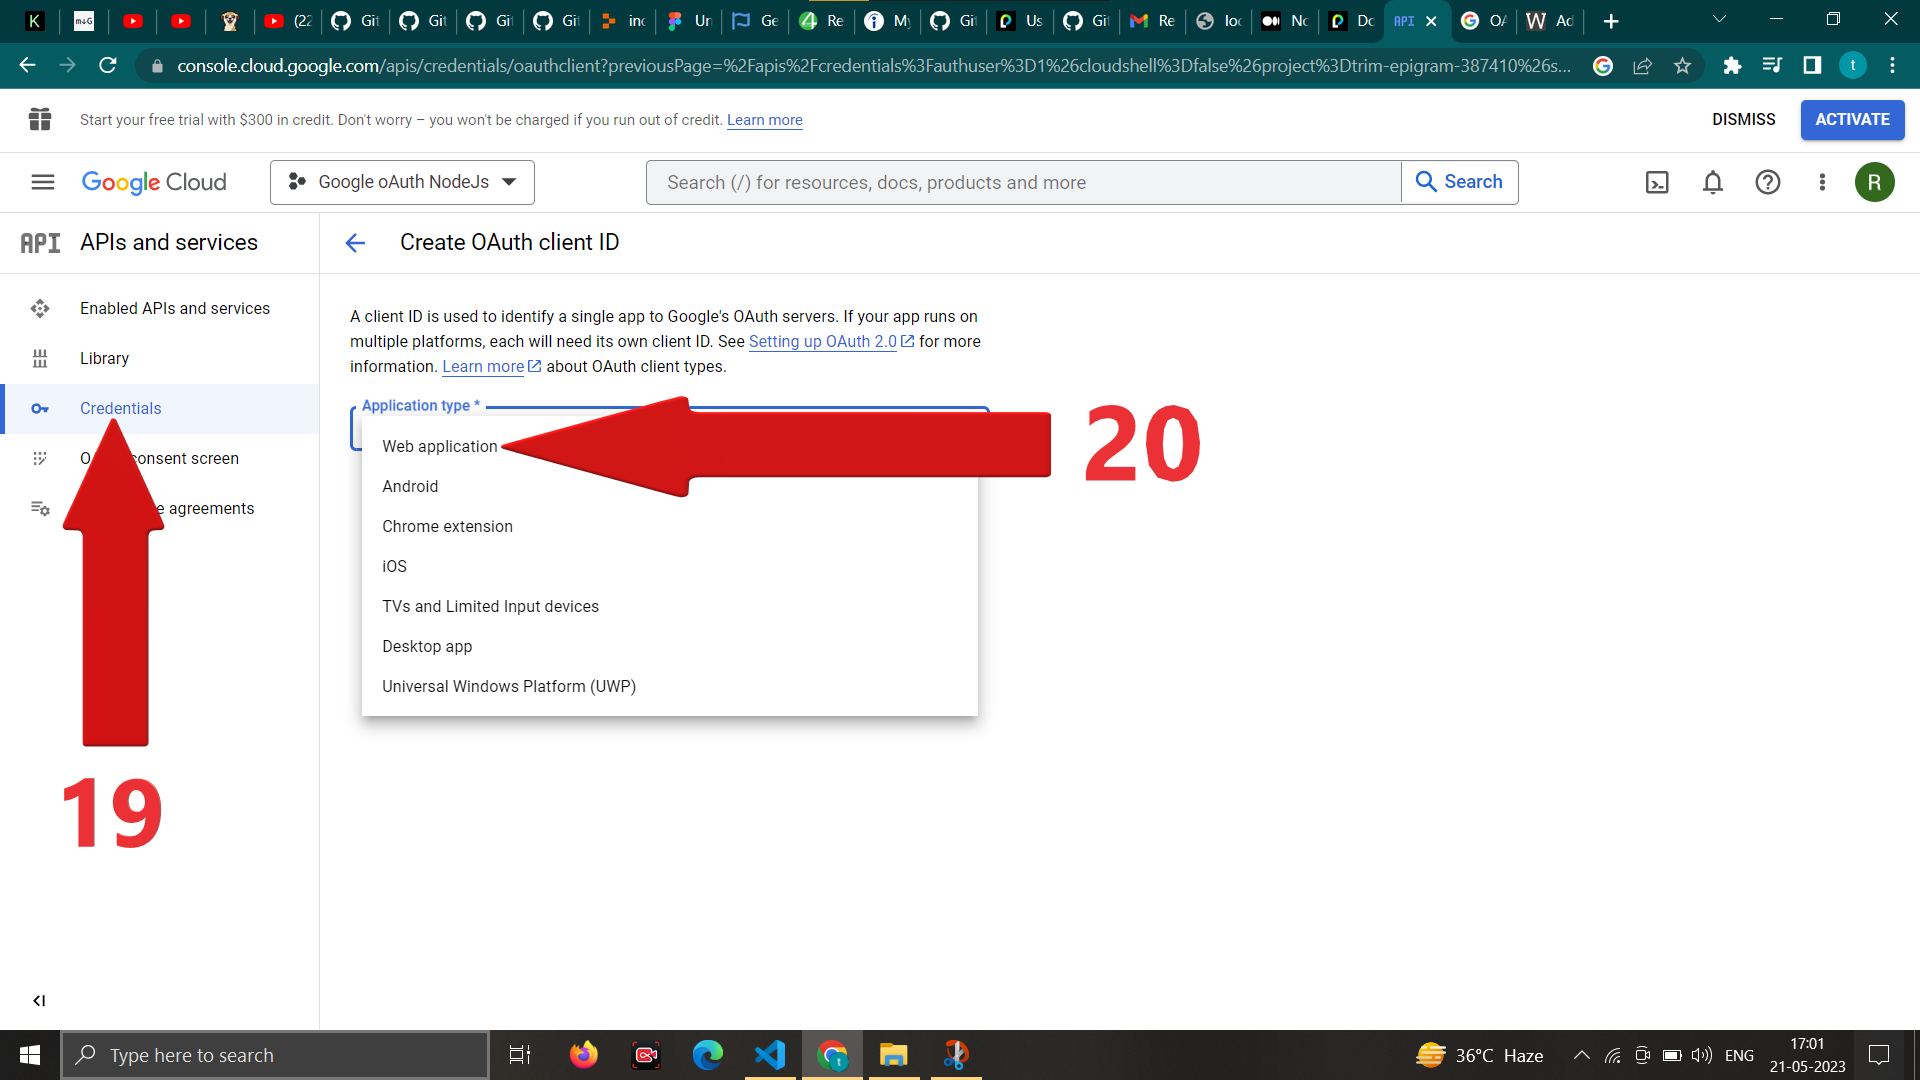 K
M↓G
(22
Git
Git
Git
Git
inc
Un
Ge
Re
My
Git
Us
Git
Re
loc
No
Do
API
OA
Ad
console.cloud.google.com/apis/credentials/oauthclient?previousPage=%2Fapis%2Fcredentials%3Fauthuser%3D1%26cloudshell%3Dfalse%26project%3Dtrim-epigram-387410%26s...
t
Start your free trial with $300 in credit. Don't worry – you won't be charged if you run out of credit. Learn more
DISMISS
ACTIVATE
Google Cloud
Google oAuth NodeJs
Search (/) for resources, docs, products and more
Search
R
API APIs and services
Create OAuth client ID
Enabled APIs and services
Library
Credentials
consent screen
agreements
A client ID is used to identify a single app to Google's OAuth servers. If your app runs on
multiple platforms, each will need its own client ID. See Setting up OAuth 2.0 for more
information. Learn more about OAuth client types.
Application type *
Web application
Android
Chrome extension
iOS
TVs and Limited Input devices
Desktop app
Universal Windows Platform (UWP)
20
19
Type here to search
36°C Haze
ENG
17:01
21-05-2023